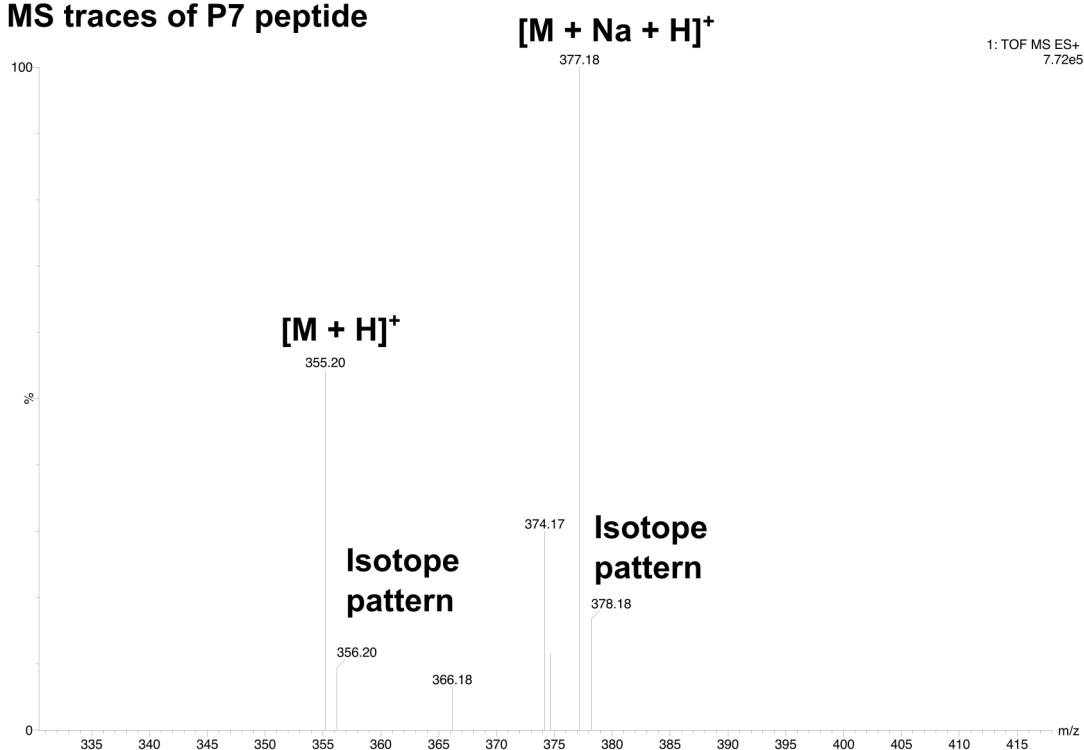 MS traces of P7 peptide
[M + Na + H]⁺
377.18
1: TOF MS ES+
7.72e5
100
[M + H]⁺
355.20
%
374.17
Isotope
pattern
Isotope
pattern
378.18
356.20
366.18
0
m/z
335 340 345 350 355 360 365 370 375 380 385 390 395 400 405 410 415